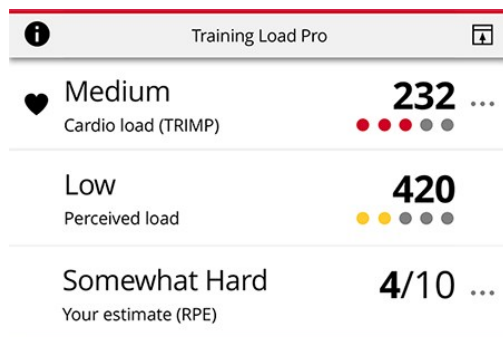 Training Load Pro
Medium
232
Cardio load (TRIMP)
Low
420
Perceived load
Somewhat Hard
4/10
Your estimate (RPE)